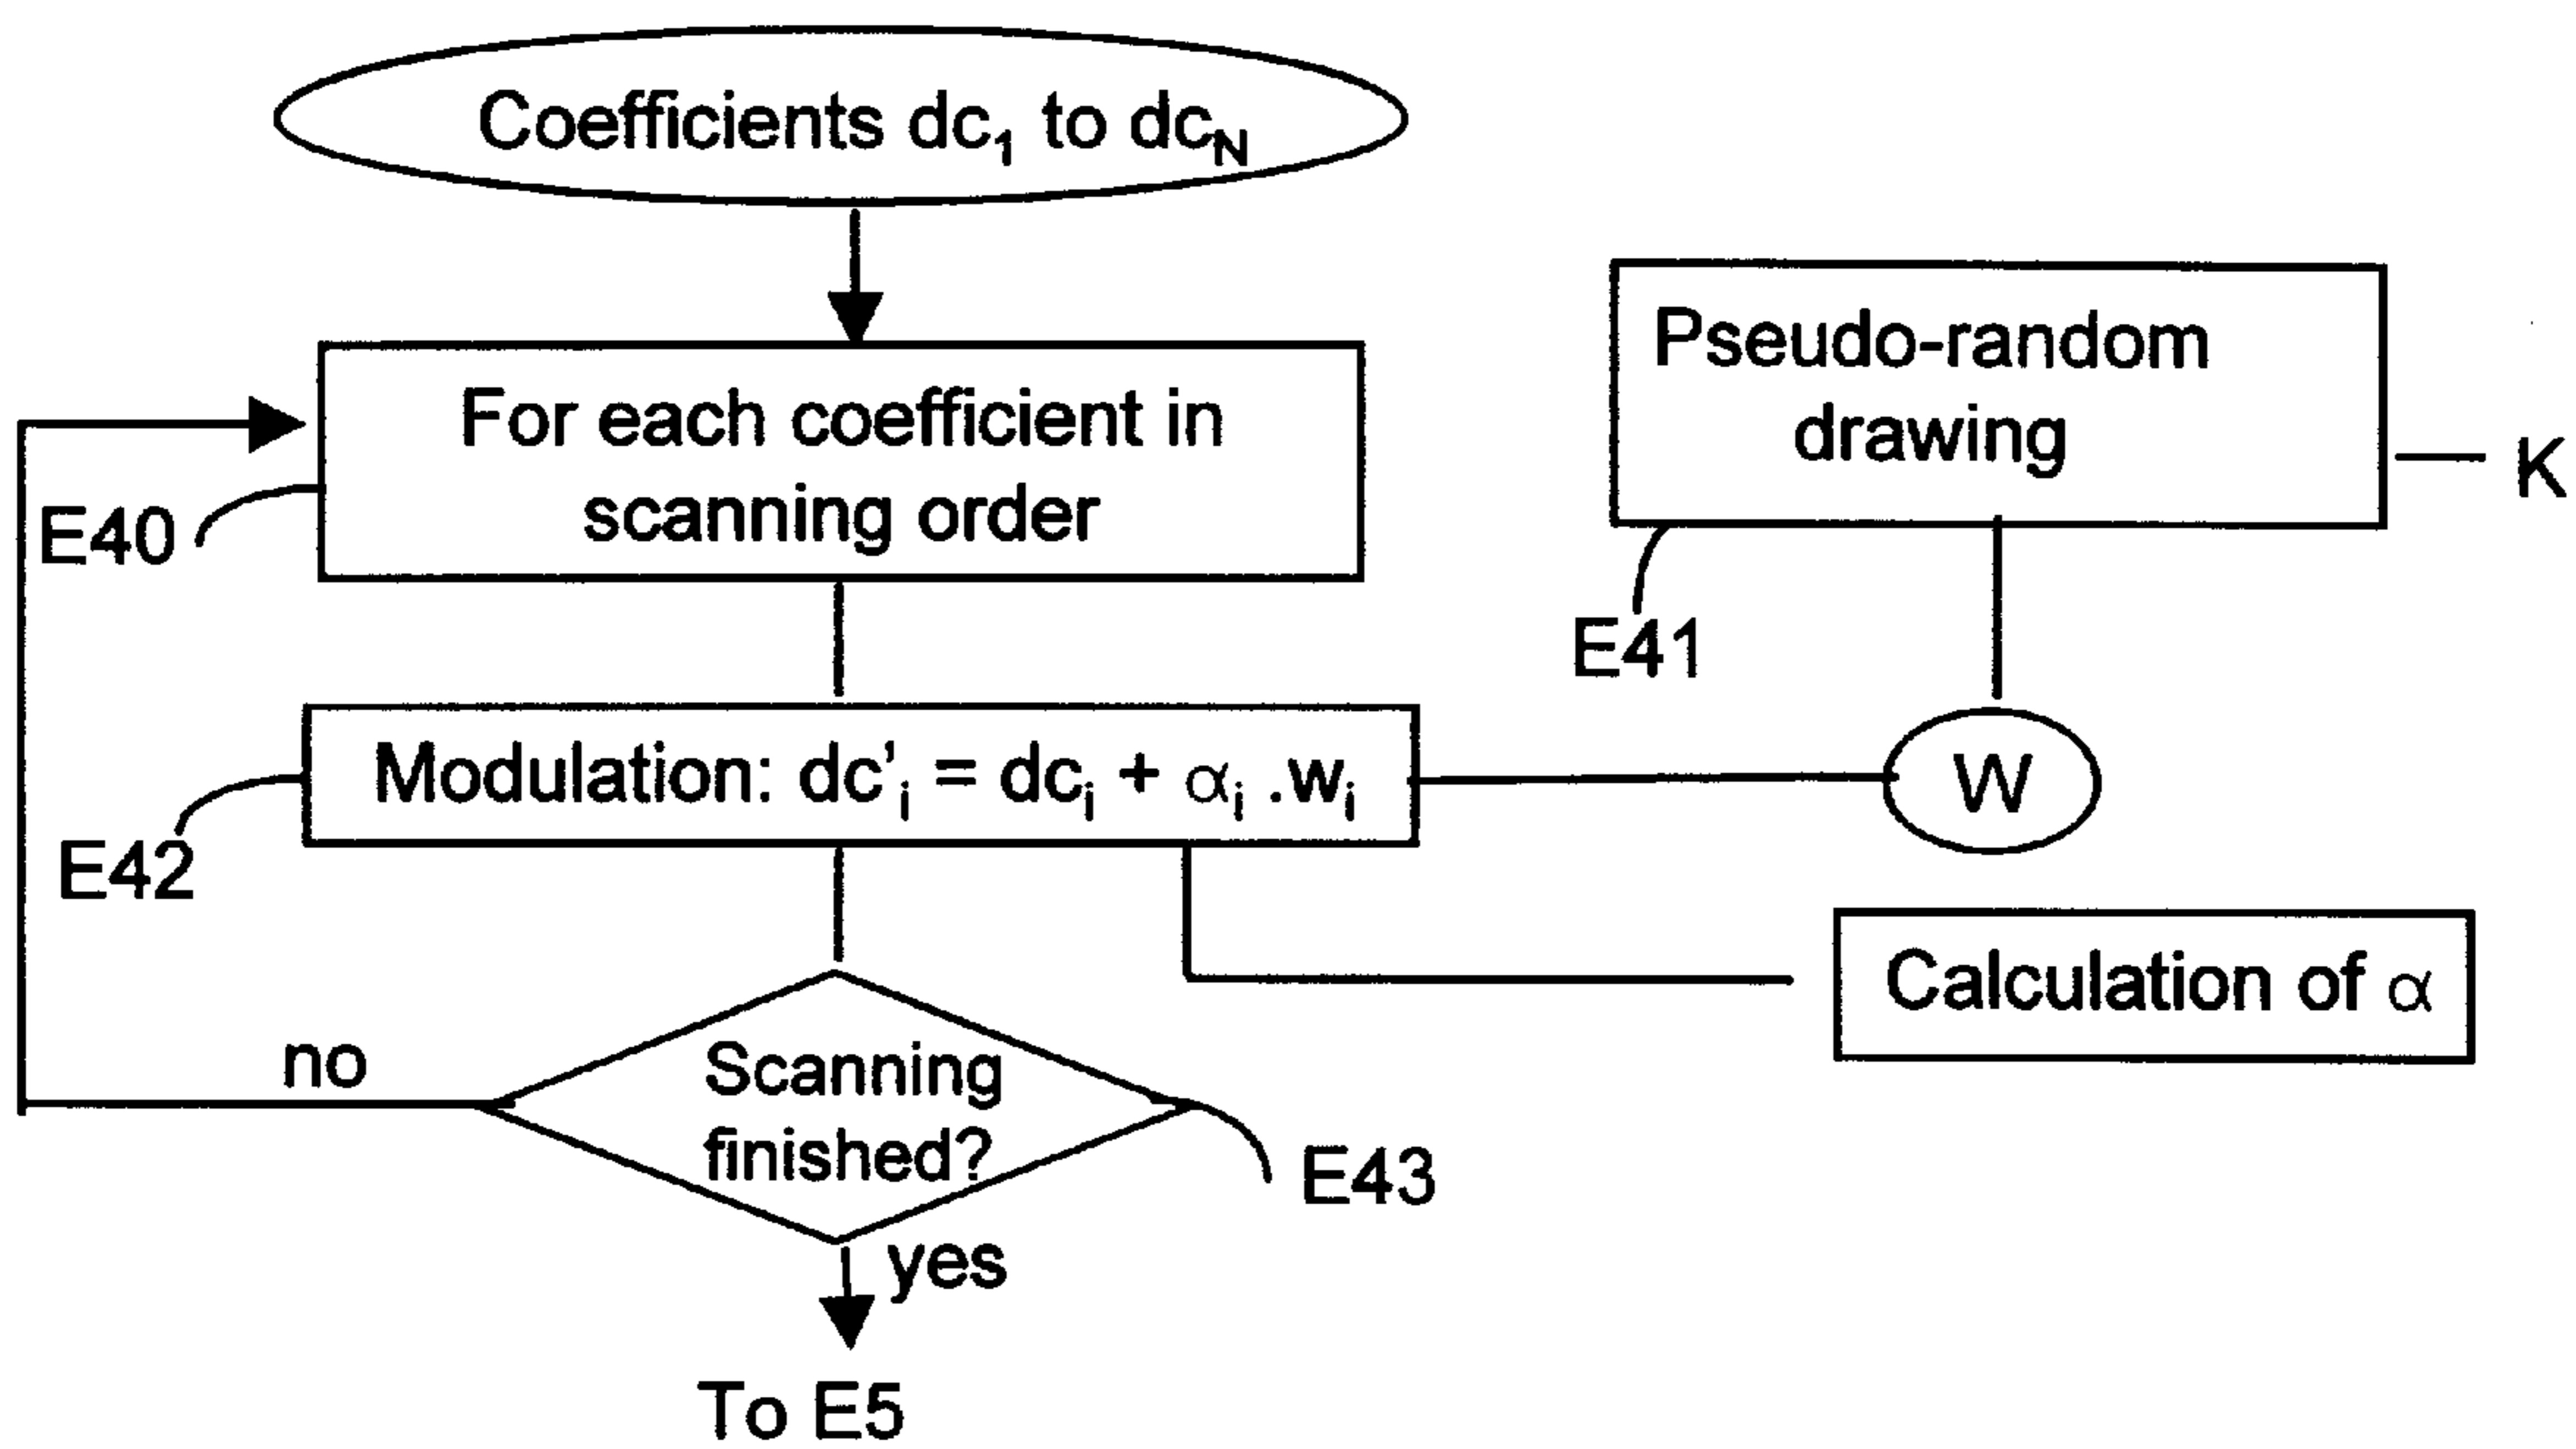 Coefficients dc₁ to dc_N
For each coefficient in
scanning order
E40
Pseudo-random
drawing
K
E41
Modulation: dc’ᵢ = dcᵢ + αᵢ .wᵢ
W
E42
Calculation of α
no
Scanning
finished?
E43
yes
To E5